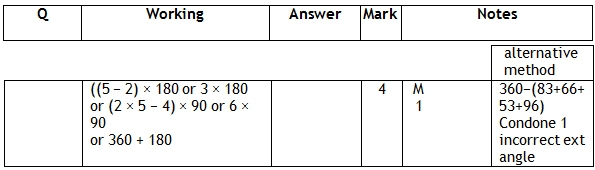 Q Working Answer Mark Notes
alternative
method
((5 – 2) × 180 or 3 × 180 4 M 360–(83+66+
or (2 × 5 – 4) × 90 or 6 × 1 53+96)
90 Condone 1
or 360 + 180 incorrect ext
angle